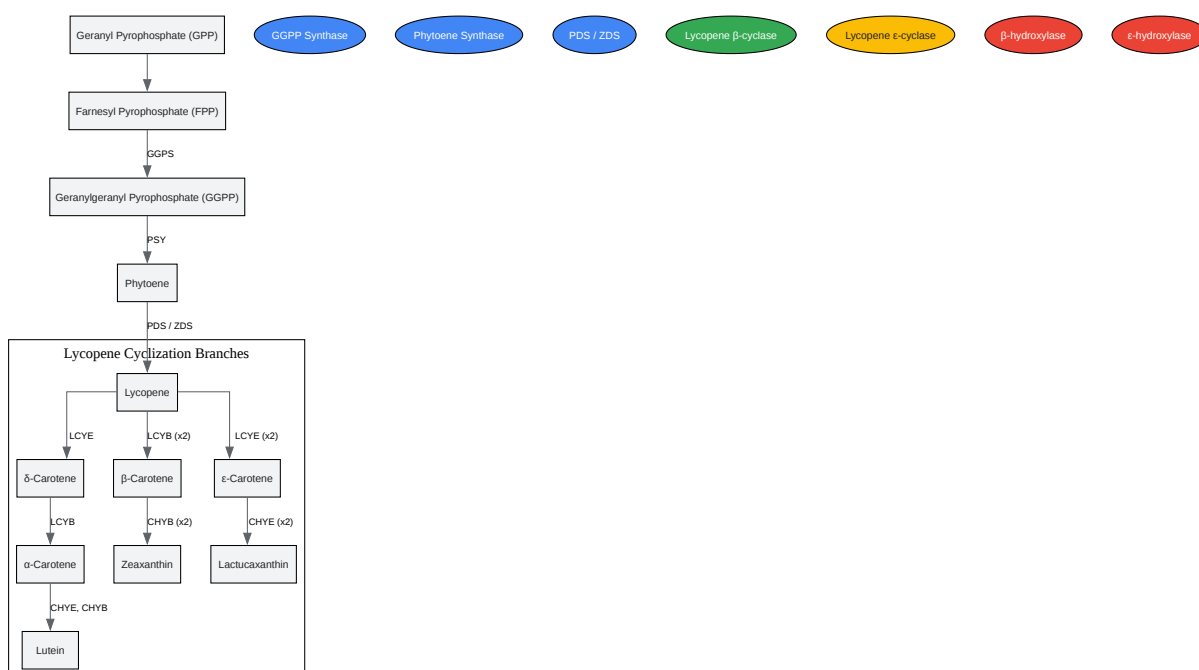 Geranyl Pyrophosphate (GPP)
GGPP Synthase
Phytoene Synthase
PDS / ZDS
Lycopene β-cyclase
Lycopene ε-cyclase
β-hydroxylase
ε-hydroxylase
Farnesyl Pyrophosphate (FPP)
GGPS
Geranylgeranyl Pyrophosphate (GGPP)
PSY
Phytoene
PDS / ZDS
Lycopene Cyclization Branches
Lycopene
LCYE
LCYB (x2)
LCYE (x2)
δ-Carotene
β-Carotene
ε-Carotene
LCYB
CHYB (x2)
CHYE (x2)
α-Carotene
Zeaxanthin
Lactucaxanthin
CHYE, CHYB
Lutein